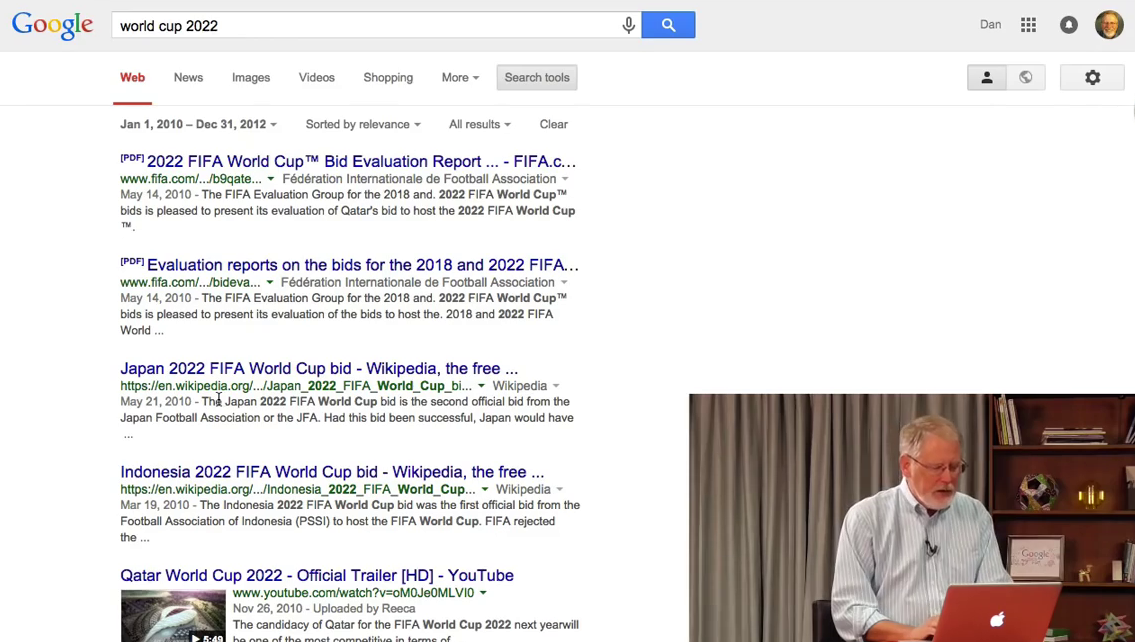 Google
world cup 2022
Dan
Web News Images Videos Shopping More Search tools
Jan 1, 2010 – Dec 31, 2012 Sorted by relevance All results Clear
[PDF] 2022 FIFA World Cup™ Bid Evaluation Report ... - FIFA.c...
www.fifa.com/.../b9qate... Fédération Internationale de Football Association
May 14, 2010 - The FIFA Evaluation Group for the 2018 and. 2022 FIFA World Cup™
bids is pleased to present its evaluation of Qatar's bid to host the 2022 FIFA World Cup
™.
[PDF] Evaluation reports on the bids for the 2018 and 2022 FIFA...
www.fifa.com/.../bideva... Fédération Internationale de Football Association
May 14, 2010 - The FIFA Evaluation Group for the 2018 and. 2022 FIFA World Cup™
bids is pleased to present its evaluation of the bids to host the. 2018 and 2022 FIFA
World ...
Japan 2022 FIFA World Cup bid - Wikipedia, the free ...
https://en.wikipedia.org/.../Japan_2022_FIFA_World_Cup_bi... Wikipedia
May 21, 2010 - The Japan 2022 FIFA World Cup bid is the second official bid from the
Japan Football Association or the JFA. Had this bid been successful, Japan would have
...
Indonesia 2022 FIFA World Cup bid - Wikipedia, the free ...
https://en.wikipedia.org/.../Indonesia_2022_FIFA_World_Cup... Wikipedia
Mar 19, 2010 - The Indonesia 2022 FIFA World Cup bid was the first official bid from the
Football Association of Indonesia (PSSI) to host the FIFA World Cup. FIFA rejected
the ...
Qatar World Cup 2022 - Official Trailer [HD] - YouTube
www.youtube.com/watch?v=oM0Je0MLVI0
Nov 26, 2010 - Uploaded by Reeca
The candidacy of Qatar for the FIFA World Cup 2022 next yearwill
be one of the most competitive in terms of
5:49
Google